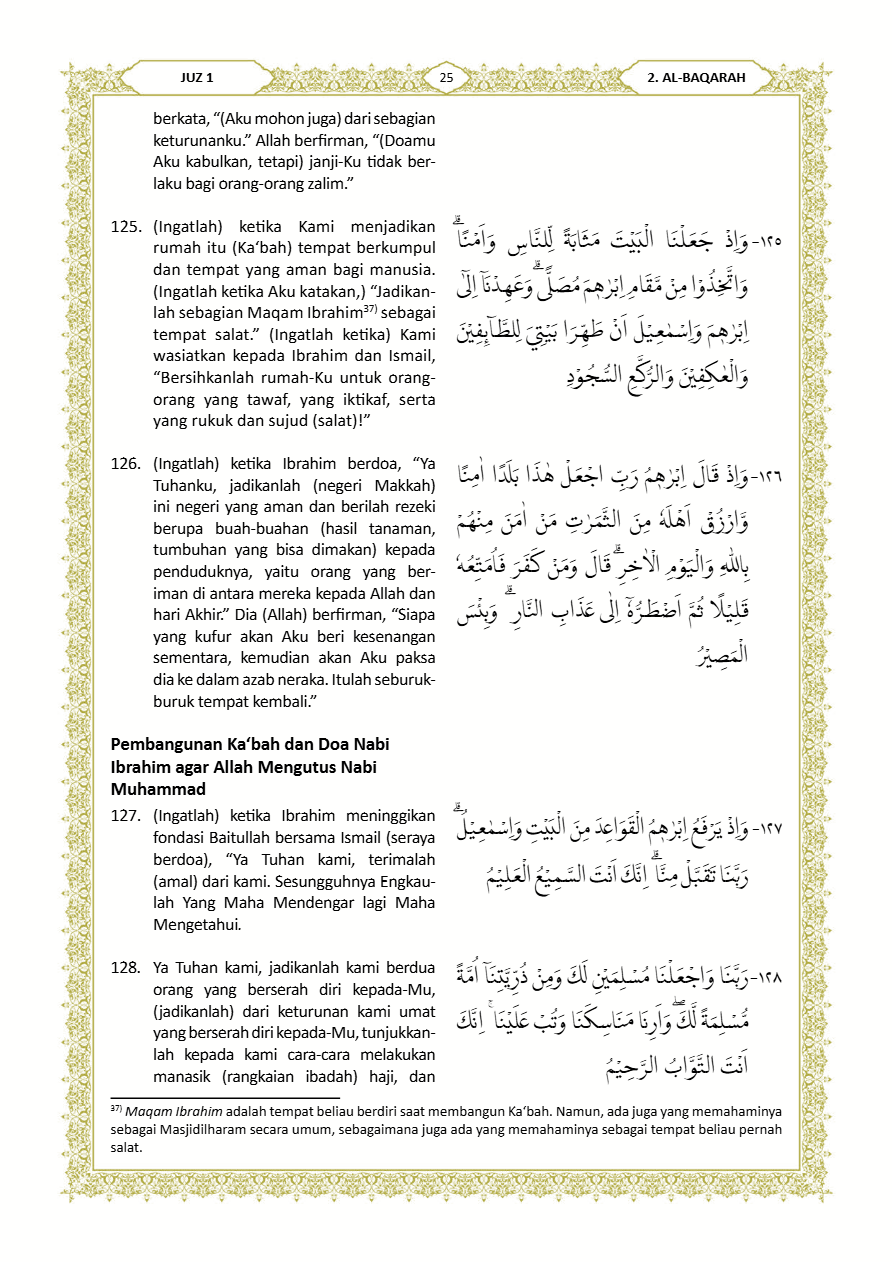 JUZ 1
25
2. AL-BAQARAH
berkata, “(Aku mohon juga) dari sebagian
keturunanku.” Allah berfirman, “(Doamu
Aku kabulkan, tetapi) janji-Ku tidak ber-
laku bagi orang-orang zalim.”
125. (Ingatlah) ketika Kami menjadikan
rumah itu (Ka‘bah) tempat berkumpul
dan tempat yang aman bagi manusia.
(Ingatlah ketika Aku katakan,) “Jadikan-
lah sebagian Maqam Ibrahim³⁷⁾ sebagai
tempat salat.” (Ingatlah ketika) Kami
wasiatkan kepada Ibrahim dan Ismail,
“Bersihkanlah rumah-Ku untuk orang-
orang yang tawaf, yang iktikaf, serta
yang rukuk dan sujud (salat)!”
١٢٥- وَاِذْ جَعَلْنَا الْبَيْتَ مَثَابَةً لِّلنَّاسِ وَاَمْنًاۗ
وَاتَّخِذُوْا مِنْ مَّقَامِ اِبْرٰهٖمَ مُصَلًّىۗ وَعَهِدْنَآ اِلٰٓى
اِبْرٰهٖمَ وَاِسْمٰعِيْلَ اَنْ طَهِّرَا بَيْتِيَ لِلطَّاۤىِٕفِيْنَ
وَالْعٰكِفِيْنَ وَالرُّكَّعِ السُّجُوْدِ
126. (Ingatlah) ketika Ibrahim berdoa, “Ya
Tuhanku, jadikanlah (negeri Makkah)
ini negeri yang aman dan berilah rezeki
berupa buah-buahan (hasil tanaman,
tumbuhan yang bisa dimakan) kepada
penduduknya, yaitu orang yang ber-
iman di antara mereka kepada Allah dan
hari Akhir.” Dia (Allah) berfirman, “Siapa
yang kufur akan Aku beri kesenangan
sementara, kemudian akan Aku paksa
dia ke dalam azab neraka. Itulah seburuk-
buruk tempat kembali.”
١٢٦- وَاِذْ قَالَ اِبْرٰهٖمُ رَبِّ اجْعَلْ هٰذَا بَلَدًا اٰمِنًا
وَّارْزُقْ اَهْلَهٗ مِنَ الثَّمَرٰتِ مَنْ اٰمَنَ مِنْهُمْ
بِاللّٰهِ وَالْيَوْمِ الْاٰخِرِۗ قَالَ وَمَنْ كَفَرَ فَاُمَتِّعُهٗ
قَلِيْلًا ثُمَّ اَضْطَرُّهٗٓ اِلٰى عَذَابِ النَّارِۗ وَبِئْسَ
الْمَصِيْرُ
Pembangunan Ka‘bah dan Doa Nabi
Ibrahim agar Allah Mengutus Nabi
Muhammad
127. (Ingatlah) ketika Ibrahim meninggikan
fondasi Baitullah bersama Ismail (seraya
berdoa), “Ya Tuhan kami, terimalah
(amal) dari kami. Sesungguhnya Engkau-
lah Yang Maha Mendengar lagi Maha
Mengetahui.
١٢٧- وَاِذْ يَرْفَعُ اِبْرٰهٖمُ الْقَوَاعِدَ مِنَ الْبَيْتِ وَاِسْمٰعِيْلُۗ
رَبَّنَا تَقَبَّلْ مِنَّاۗ اِنَّكَ اَنْتَ السَّمِيْعُ الْعَلِيْمُ
128. Ya Tuhan kami, jadikanlah kami berdua
orang yang berserah diri kepada-Mu,
(jadikanlah) dari keturunan kami umat
yang berserah diri kepada-Mu, tunjukkan-
lah kepada kami cara-cara melakukan
manasik (rangkaian ibadah) haji, dan
١٢٨- رَبَّنَا وَاجْعَلْنَا مُسْلِمَيْنِ لَكَ وَمِنْ ذُرِّيَّتِنَآ اُمَّةً
مُّسْلِمَةً لَّكَۖ وَاَرِنَا مَنَاسِكَنَا وَتُبْ عَلَيْنَاۚ اِنَّكَ
اَنْتَ التَّوَّابُ الرَّحِيْمُ
³⁷⁾ Maqam Ibrahim adalah tempat beliau berdiri saat membangun Ka‘bah. Namun, ada juga yang memahaminya
sebagai Masjidilharam secara umum, sebagaimana juga ada yang memahaminya sebagai tempat beliau pernah
salat.